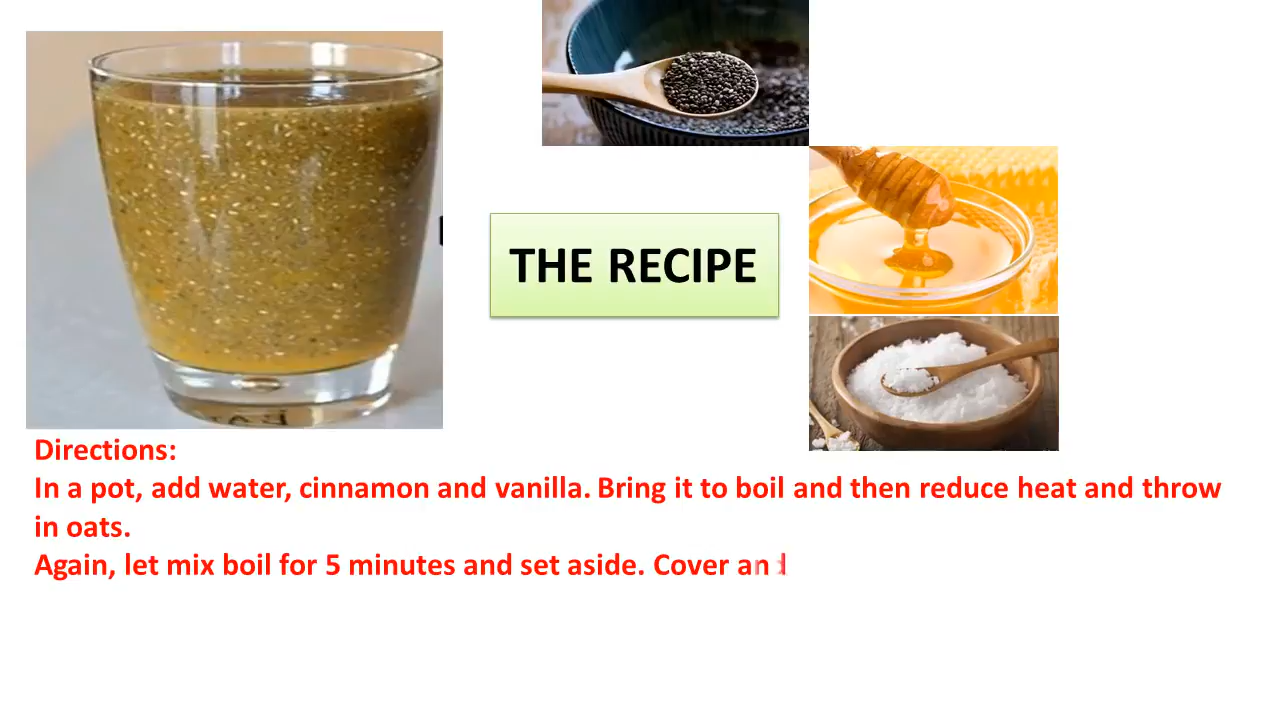 THE RECIPE
Directions:
In a pot, add water, cinnamon and vanilla. Bring it to boil and then reduce heat and throw
in oats.
Again, let mix boil for 5 minutes and set aside. Cover and